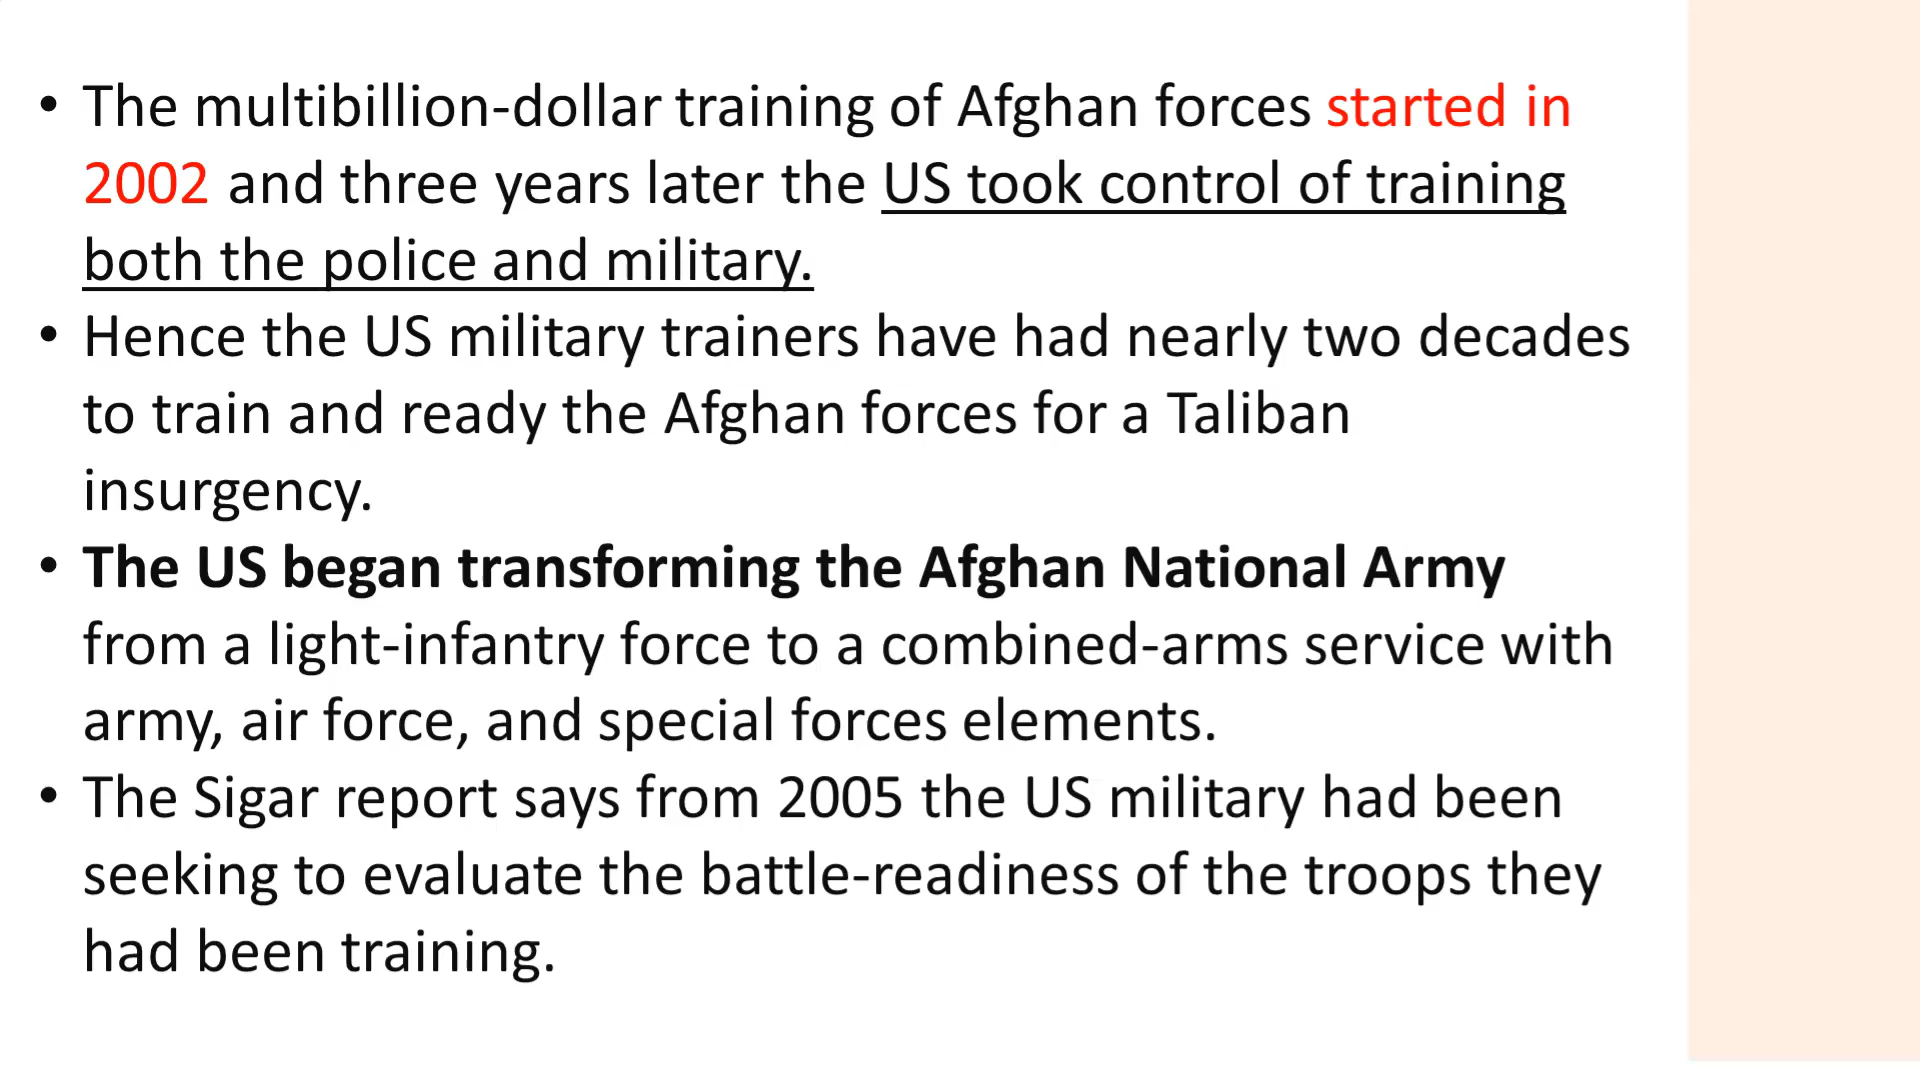 • The multibillion-dollar training of Afghan forces started in
2002 and three years later the US took control of training
both the police and military.
• Hence the US military trainers have had nearly two decades
to train and ready the Afghan forces for a Taliban
insurgency.
• The US began transforming the Afghan National Army
from a light-infantry force to a combined-arms service with
army, air force, and special forces elements.
• The Sigar report says from 2005 the US military had been
seeking to evaluate the battle-readiness of the troops they
had been training.